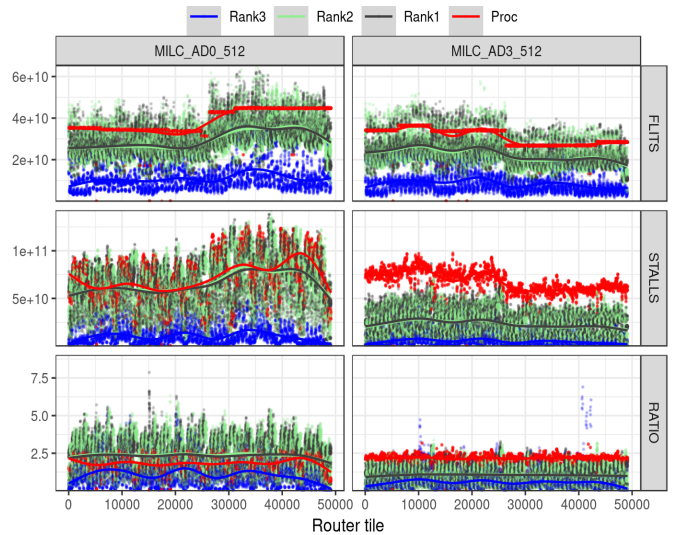 Rank3 Rank2 Rank1 Proc
MILC_AD0_512 MILC_AD3_512
6e+10
4e+10
2e+10
FLITS
1e+11
5e+10
STALLS
7.5
5.0
2.5
RATIO
0 10000 20000 30000 40000 50000 0 10000 20000 30000 40000 50000
Router tile